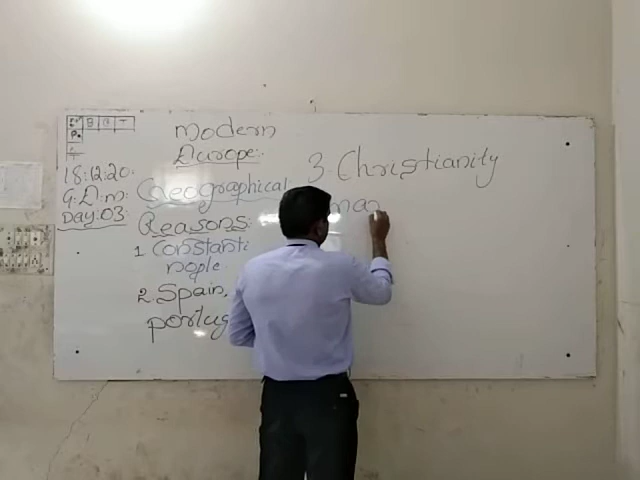 Modern
Europe:
18:12:20.
Day:03
Geographical
Reasons:
1 Constanti
nople
2. Spain,
portug
3. Christianity